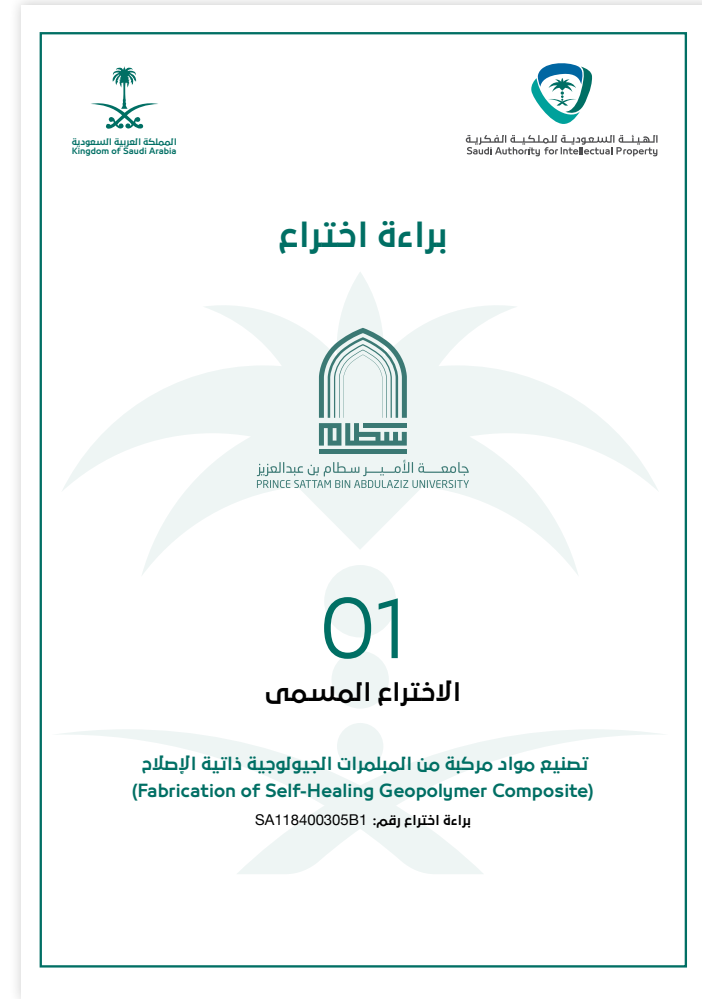 المملكة العربية السعودية
Kingdom of Saudi Arabia
الهيئة السعودية للملكية الفكرية
Saudi Authority for Intellectual Property
براءة اختراع
سطام
جامعة الأمير سطام بن عبدالعزيز
PRINCE SATTAM BIN ABDULAZIZ UNIVERSITY
01
الاختراع المسمى
تصنيع مواد مركبة من المبلمرات الجيولوجية ذاتية الإصلاح
(Fabrication of Self-Healing Geopolymer Composite)
براءة اختراع رقم: SA118400305B1